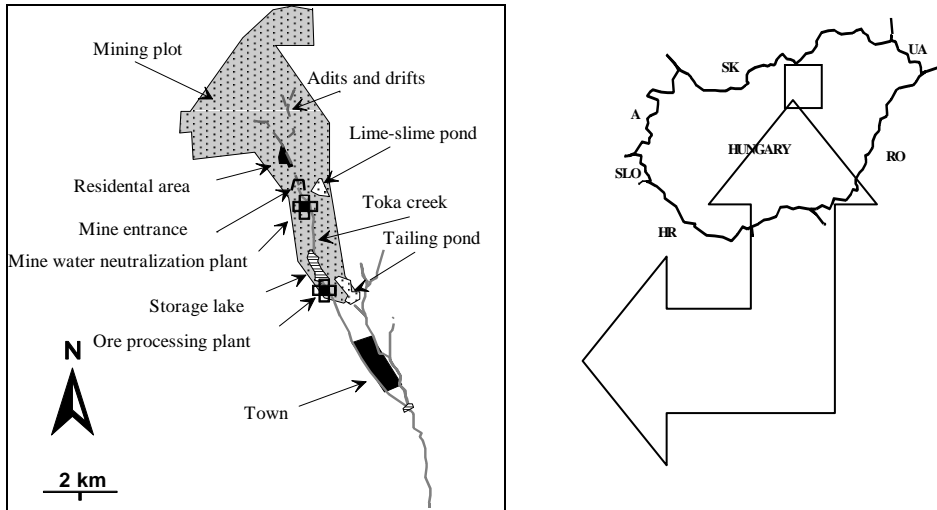 Mining plot
Adits and drifts
Lime-slime pond
Residental area
Toka creek
Mine entrance
Tailing pond
Mine water neutralization plant
Storage lake
Ore processing plant
N
Town
2 km
UA
SK
A
HUNGARY
RO
SLO
HR